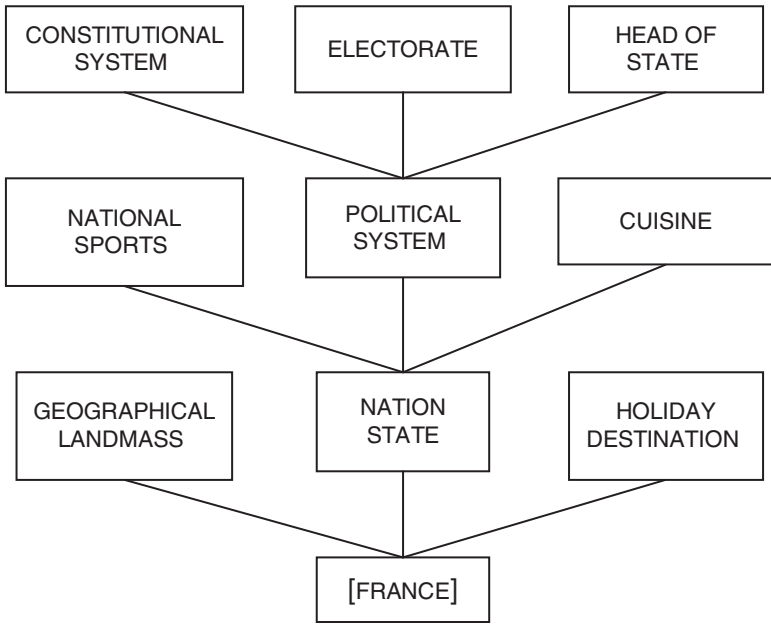 CONSTITUTIONAL
SYSTEM
ELECTORATE
HEAD OF
STATE
NATIONAL
SPORTS
POLITICAL
SYSTEM
CUISINE
GEOGRAPHICAL
LANDMASS
NATION
STATE
HOLIDAY
DESTINATION
[FRANCE]